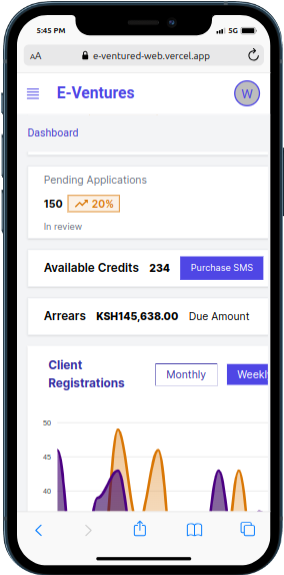 5:45 PM 5G
AA e-ventured-web.vercel.app
E-Ventures W
Dashboard
Pending Applications
150 20%
In review
Available Credits 234 Purchase SMS
Arrears KSH145,638.00 Due Amount
Client Monthly Weekly
Registrations
50
45
40